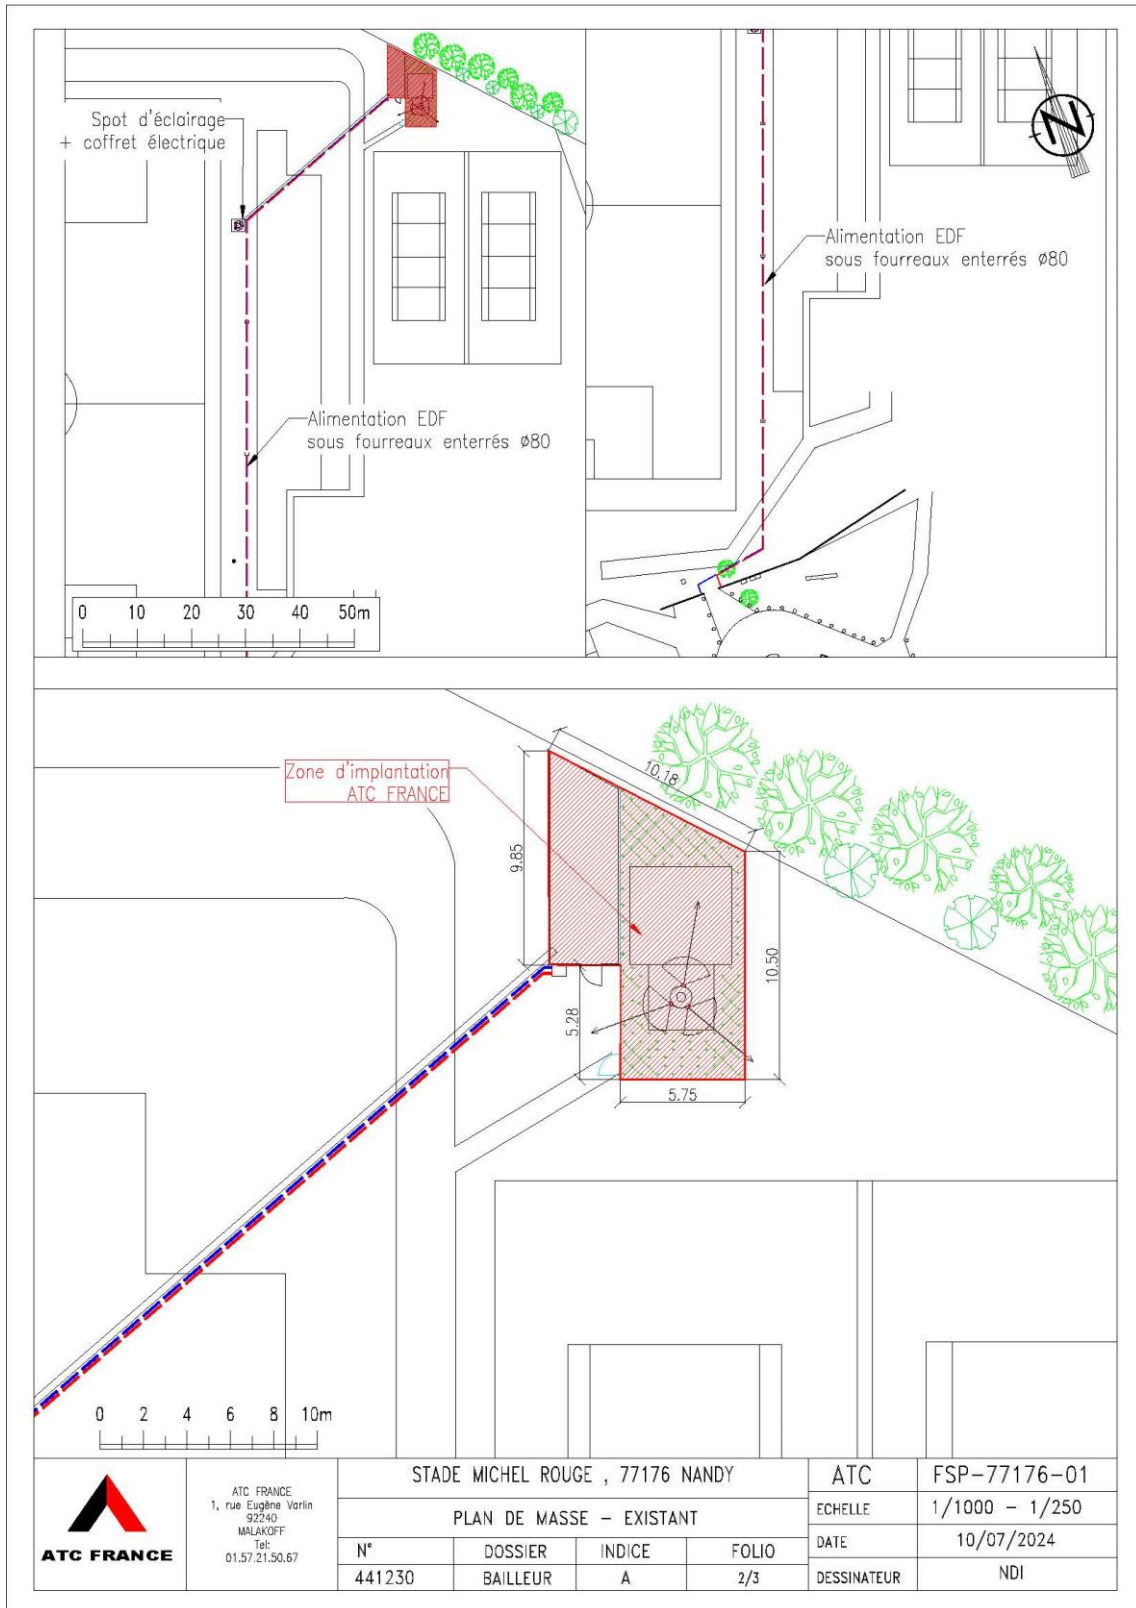 Spot d'éclairage
+ coffret électrique
Alimentation EDF
sous fourreaux enterrés ø80
0 10 20 30 40 50m
N
Alimentation EDF
sous fourreaux enterrés ø80
Zone d'implantation
ATC FRANCE
10.18
9.85
10.50
5.28
5.75
0 2 4 6 8 10m
ATC FRANCE
ATC FRANCE
1, rue Eugène Varlin
92240
MALAKOFF
Tel:
01.57.21.50.67
STADE MICHEL ROUGE , 77176 NANDY
PLAN DE MASSE – EXISTANT
N° DOSSIER INDICE FOLIO
441230 BAILLEUR A 2/3
ATC FSP-77176-01
ECHELLE 1/1000 – 1/250
DATE 10/07/2024
DESSINATEUR NDI